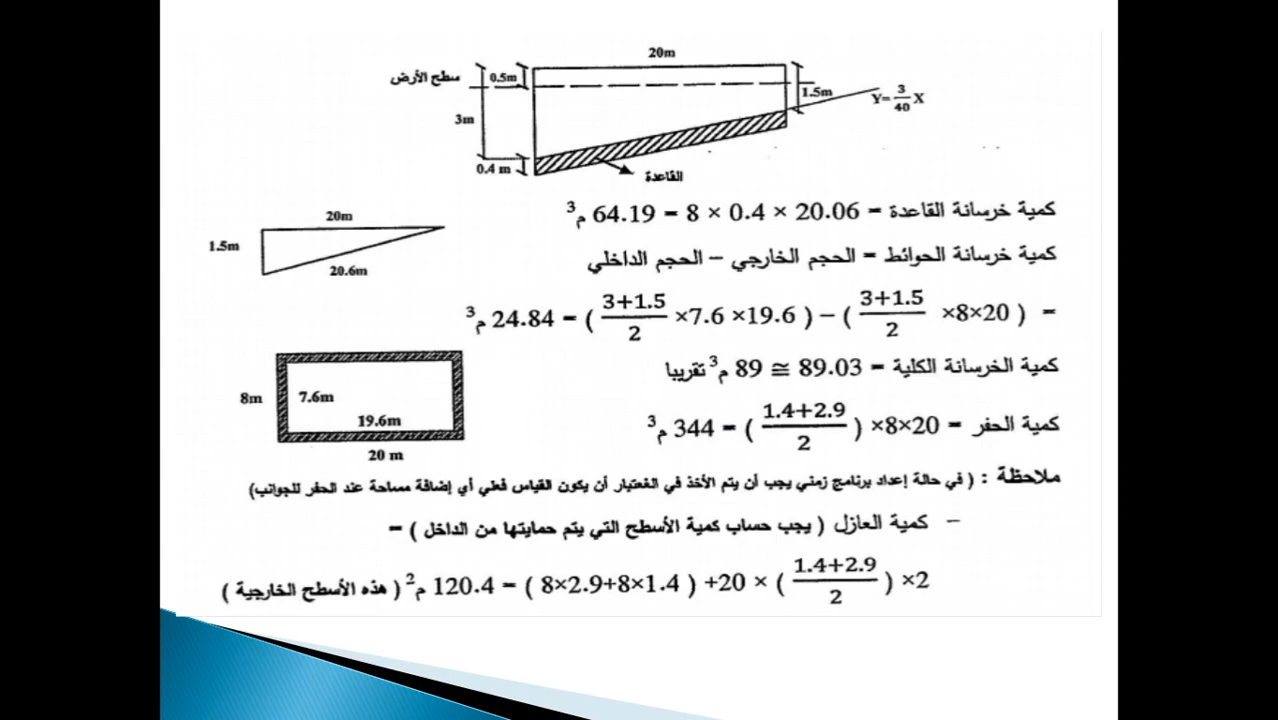 20m
سطح الأرض
0.5m
1.5m
Y= 3/40 X
3m
0.4 m
القاعدة
كمية خرسانة القاعدة = 20.06 × 0.4 × 8 = 64.19 م3
20m
1.5m
20.6m
كمية خرسانة الحوائط = الحجم الخارجي – الحجم الداخلي
= ( 20×8× (3+1.5)/2 ) – ( 19.6× 7.6× (3+1.5)/2 ) = 24.84 م3
كمية الخرسانة الكلية = 89.03 ≅ 89 م3 تقريبا
8m
7.6m
19.6m
20 m
كمية الحفر = 20×8× ( (1.4+2.9)/2 ) = 344 م3
ملاحظة : ( في حالة إعداد برنامج زمني يجب أن يتم الأخذ في الغعتبار أن يكون القياس فعلي أي إضافة مساحة عند الحفر للجوانب)
– كمية العازل ( يجب حساب كمية الأسطح التي يتم حمايتها من الداخل ) =
2× ( (1.4+2.9)/2 ) × 20+ ( 8×2.9+8×1.4 ) = 120.4 م2 ( هذه الأسطح الخارجية )